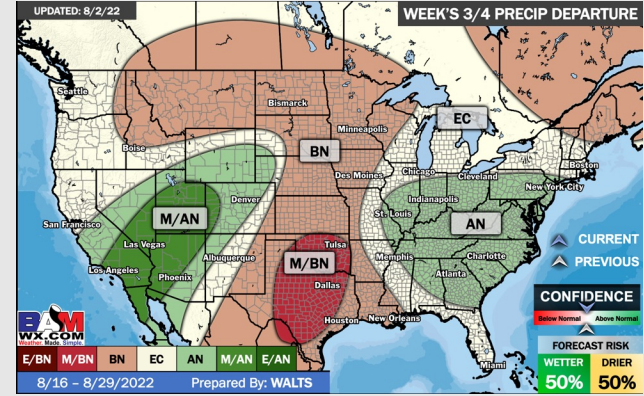 UPDATED: 8/2/22
WEEK'S 3/4 PRECIP DEPARTURE
Seattle
Bismarck
Minneapolis
EC
Boise
BN
Boston
Des Moines
Chicago
Cleveland
New York City
Denver
Indianapolis
M/AN
St. Louis
AN
San Francisco
Las Vegas
Tulsa
CURRENT
Albuquerque
M/BN
Memphis
Charlotte
PREVIOUS
Los Angeles
Phoenix
Dallas
Atlanta
CONFIDENCE
Below Normal
Above Normal
Houston
New Orleans
BAM
WX.COM
Weather. Made. Simple.
FORECAST RISK
E/BN M/BN BN EC AN M/AN E/AN
WETTER
DRIER
Miami
50%
50%
8/16 – 8/29/2022
Prepared By: WALTS